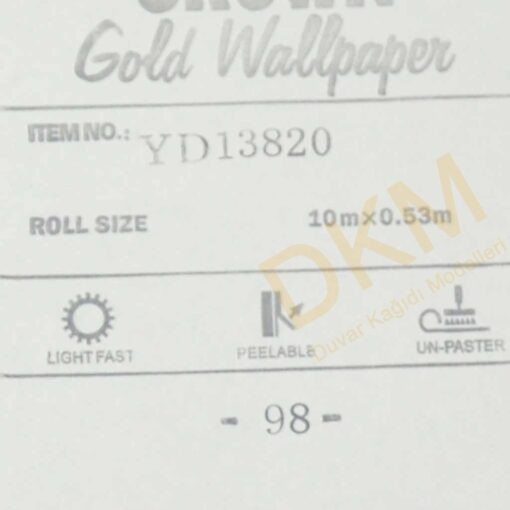 CROWN
Gold Wallpaper
ITEM NO.: YD13820
ROLL SIZE 10m×0.53m
LIGHT FAST PEELABLE UN-PASTER
- 98 -
DKM
Duvar Kağıdı Modelleri